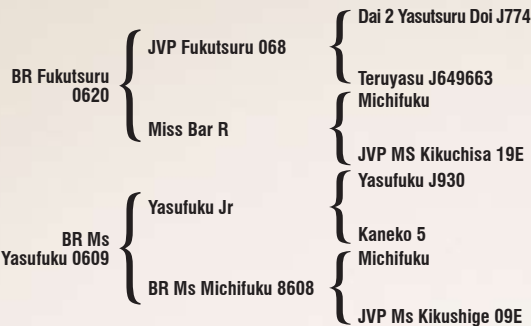 BR Fukutsuru
0620
JVP Fukutsuru 068
Dai 2 Yasutsuru Doi J774
Teruyasu J649663
Miss Bar R
Michifuku
JVP MS Kikuchisa 19E
BR Ms
Yasufuku 0609
Yasufuku Jr
Yasufuku J930
Kaneko 5
BR Ms Michifuku 8608
Michifuku
JVP Ms Kikushige 09E